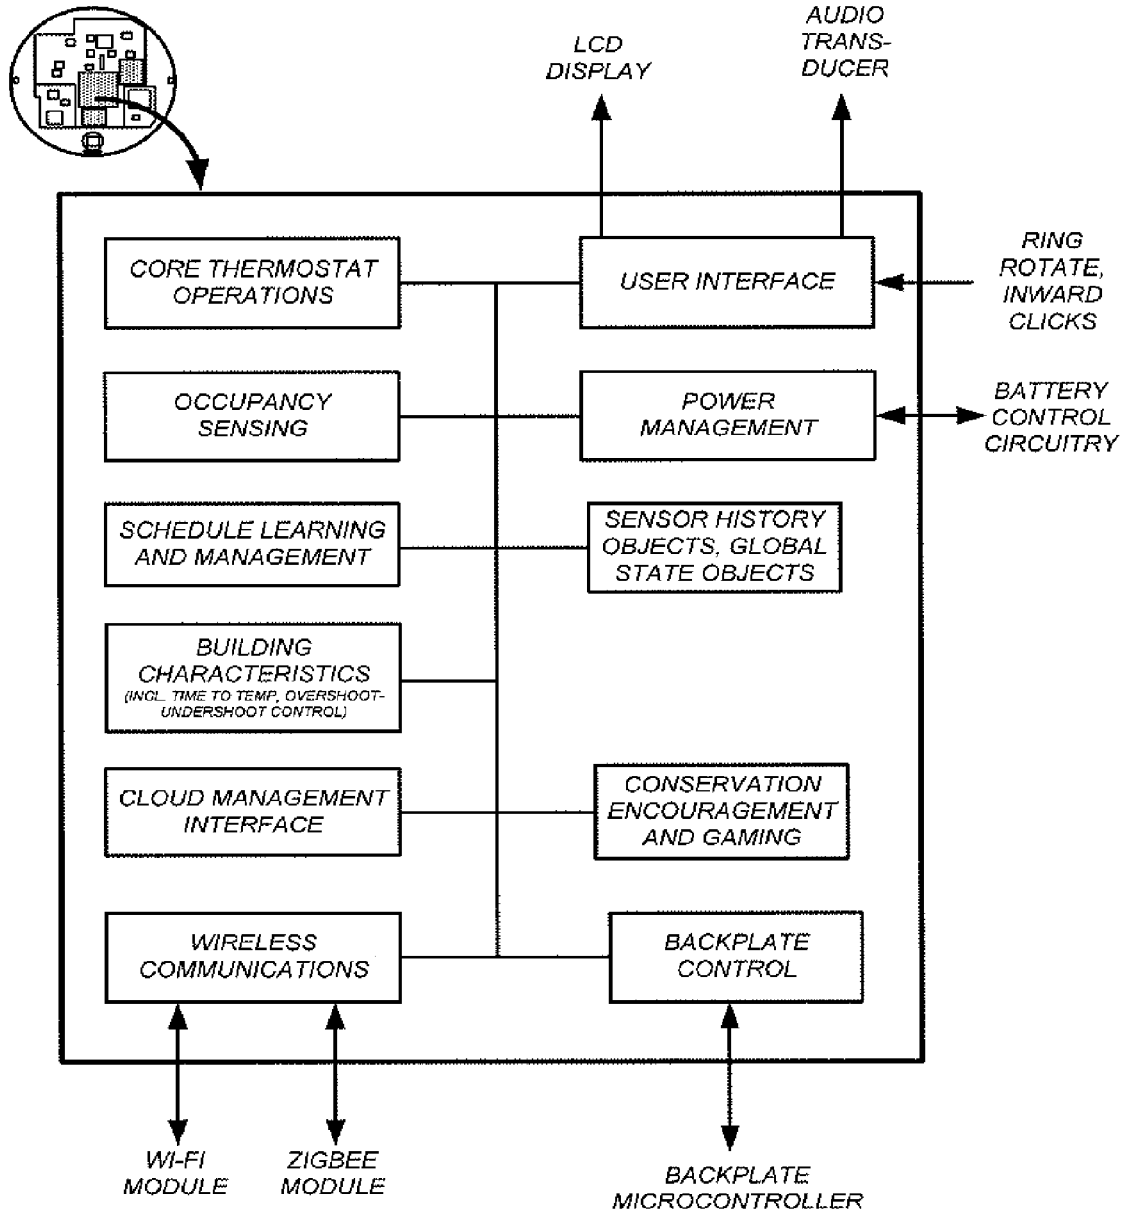 LCD
DISPLAY
AUDIO
TRANS-
DUCER
CORE THERMOSTAT
OPERATIONS
USER INTERFACE
RING
ROTATE,
INWARD
CLICKS
OCCUPANCY
SENSING
POWER
MANAGEMENT
BATTERY
CONTROL
CIRCUITRY
SCHEDULE LEARNING
AND MANAGEMENT
SENSOR HISTORY
OBJECTS, GLOBAL
STATE OBJECTS
BUILDING
CHARACTERISTICS
(INCL. TIME TO TEMP, OVERSHOOT-
UNDERSHOOT CONTROL)
CLOUD MANAGEMENT
INTERFACE
CONSERVATION
ENCOURAGEMENT
AND GAMING
WIRELESS
COMMUNICATIONS
BACKPLATE
CONTROL
WI-FI
MODULE
ZIGBEE
MODULE
BACKPLATE
MICROCONTROLLER